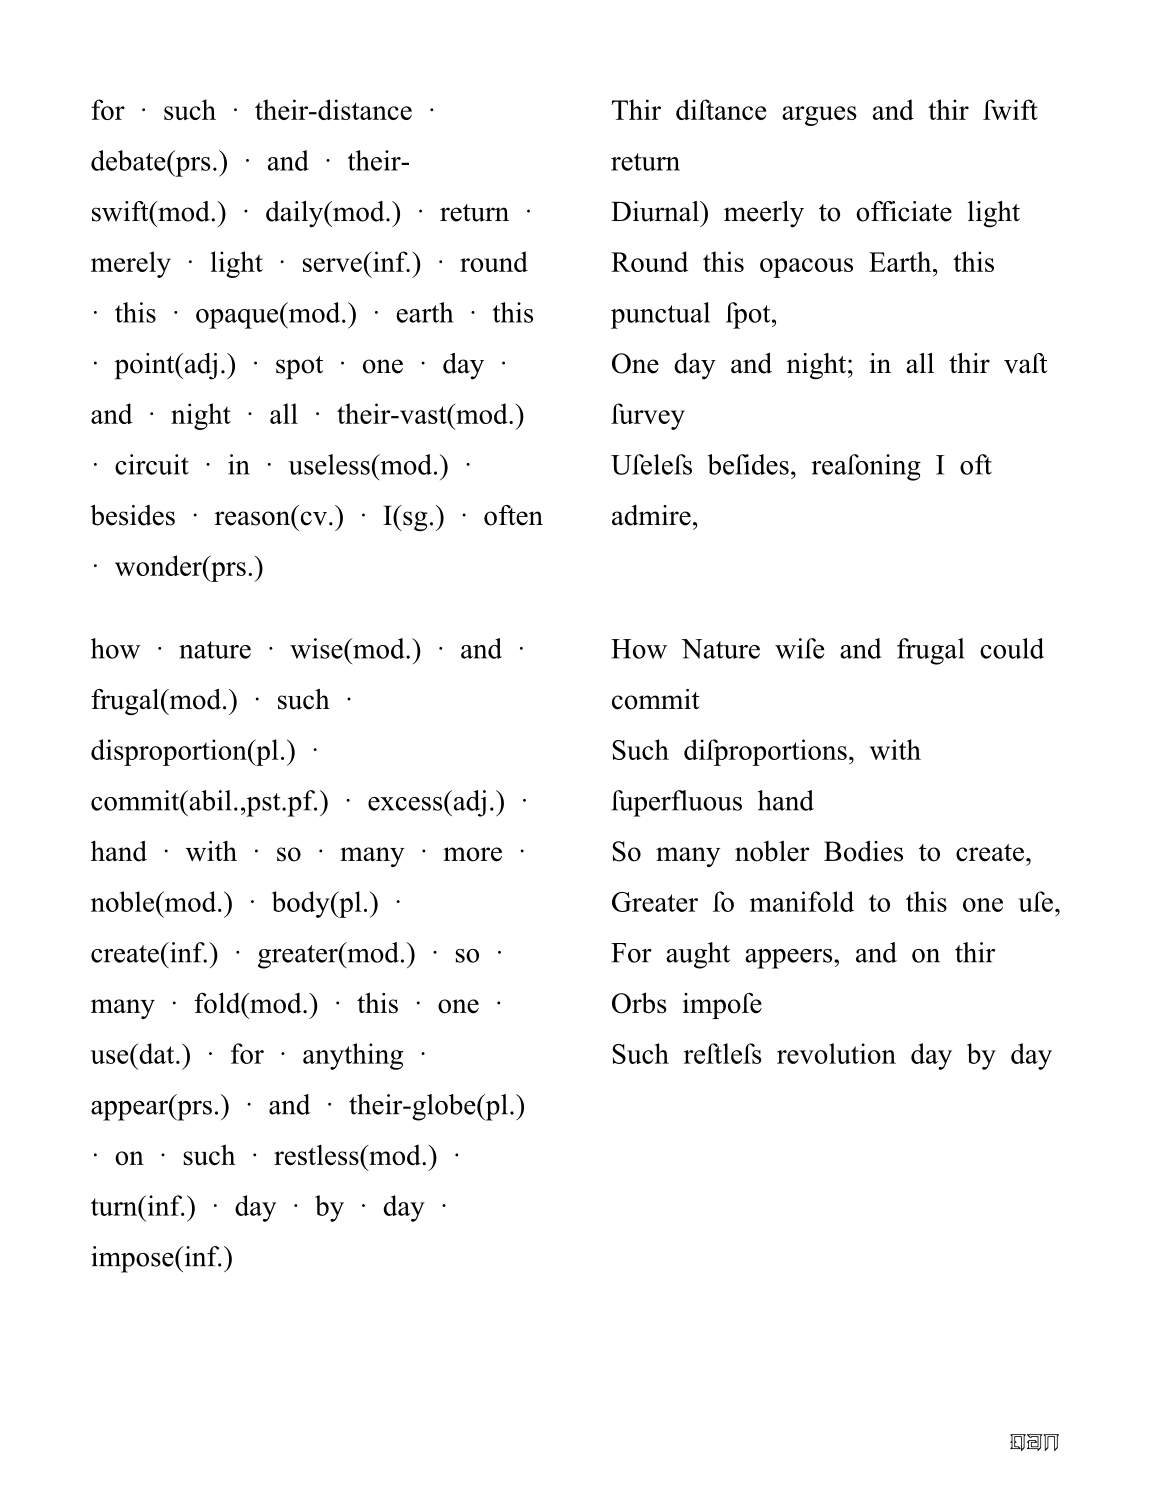 for · such · their-distance ·
debate(prs.) · and · their-
swift(mod.) · daily(mod.) · return ·
merely · light · serve(inf.) · round
· this · opaque(mod.) · earth · this
· point(adj.) · spot · one · day ·
and · night · all · their-vast(mod.)
· circuit · in · useless(mod.) ·
besides · reason(cv.) · I(sg.) · often
· wonder(prs.)
Thir diſtance argues and thir ſwift
return
Diurnal) meerly to officiate light
Round this opacous Earth, this
punctual ſpot,
One day and night; in all thir vaſt
ſurvey
Uſeleſs beſides, reaſoning I oft
admire,
how · nature · wise(mod.) · and ·
frugal(mod.) · such ·
disproportion(pl.) ·
commit(abil.,pst.pf.) · excess(adj.) ·
hand · with · so · many · more ·
noble(mod.) · body(pl.) ·
create(inf.) · greater(mod.) · so ·
many · fold(mod.) · this · one ·
use(dat.) · for · anything ·
appear(prs.) · and · their-globe(pl.)
· on · such · restless(mod.) ·
turn(inf.) · day · by · day ·
impose(inf.)
How Nature wiſe and frugal could
commit
Such diſproportions, with
ſuperfluous hand
So many nobler Bodies to create,
Greater ſo manifold to this one uſe,
For aught appeers, and on thir
Orbs impoſe
Such reſtleſs revolution day by day